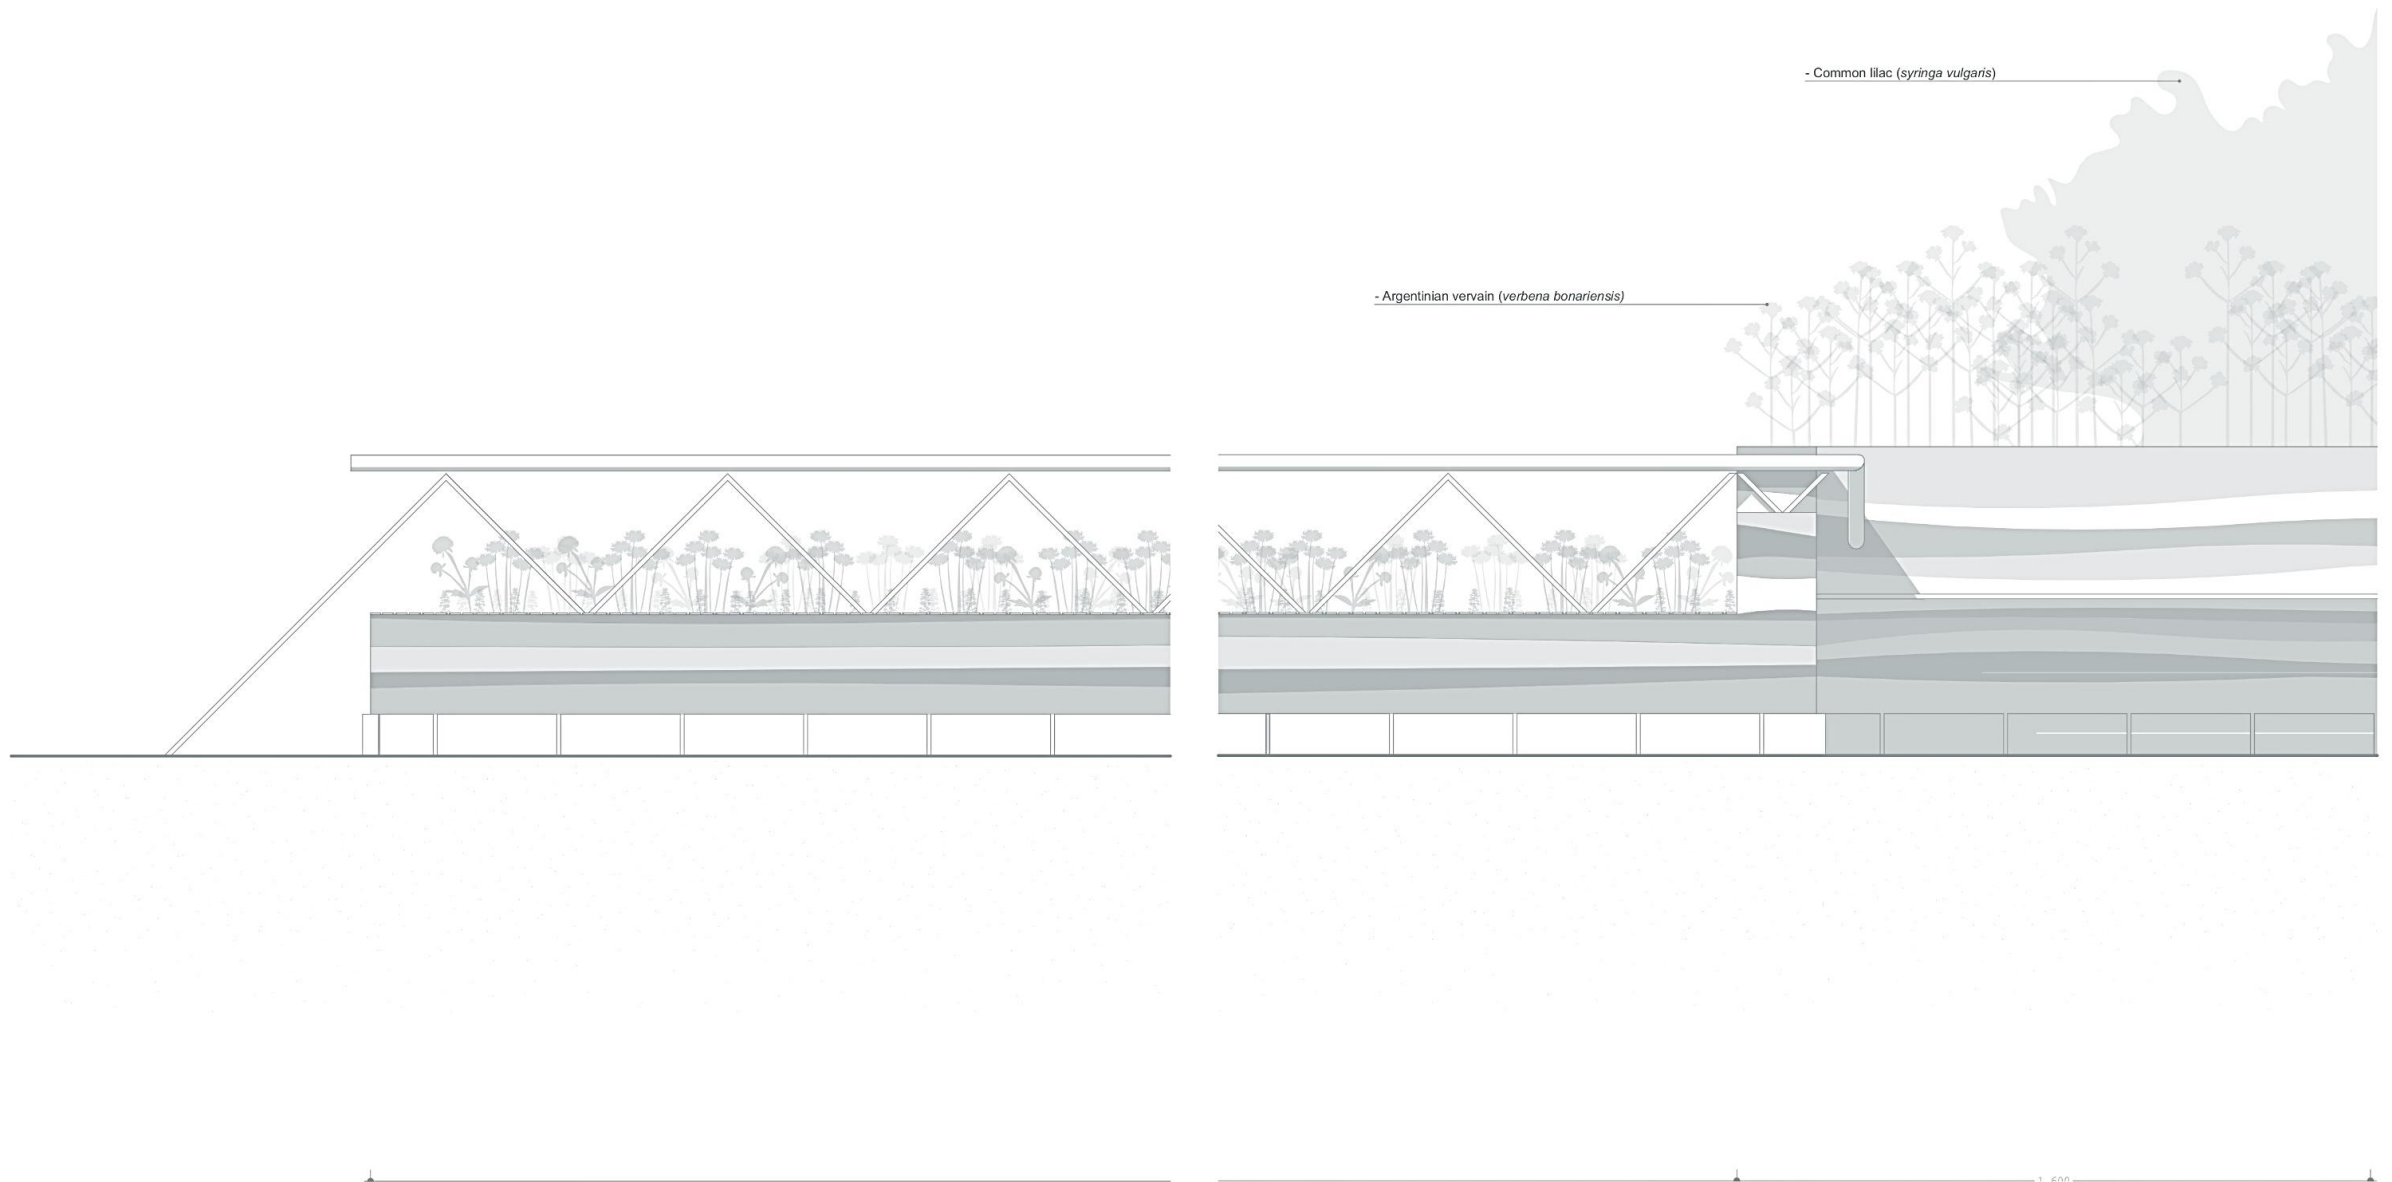 - Common lilac (syringa vulgaris)
- Argentinian vervain (verbena bonariensis)